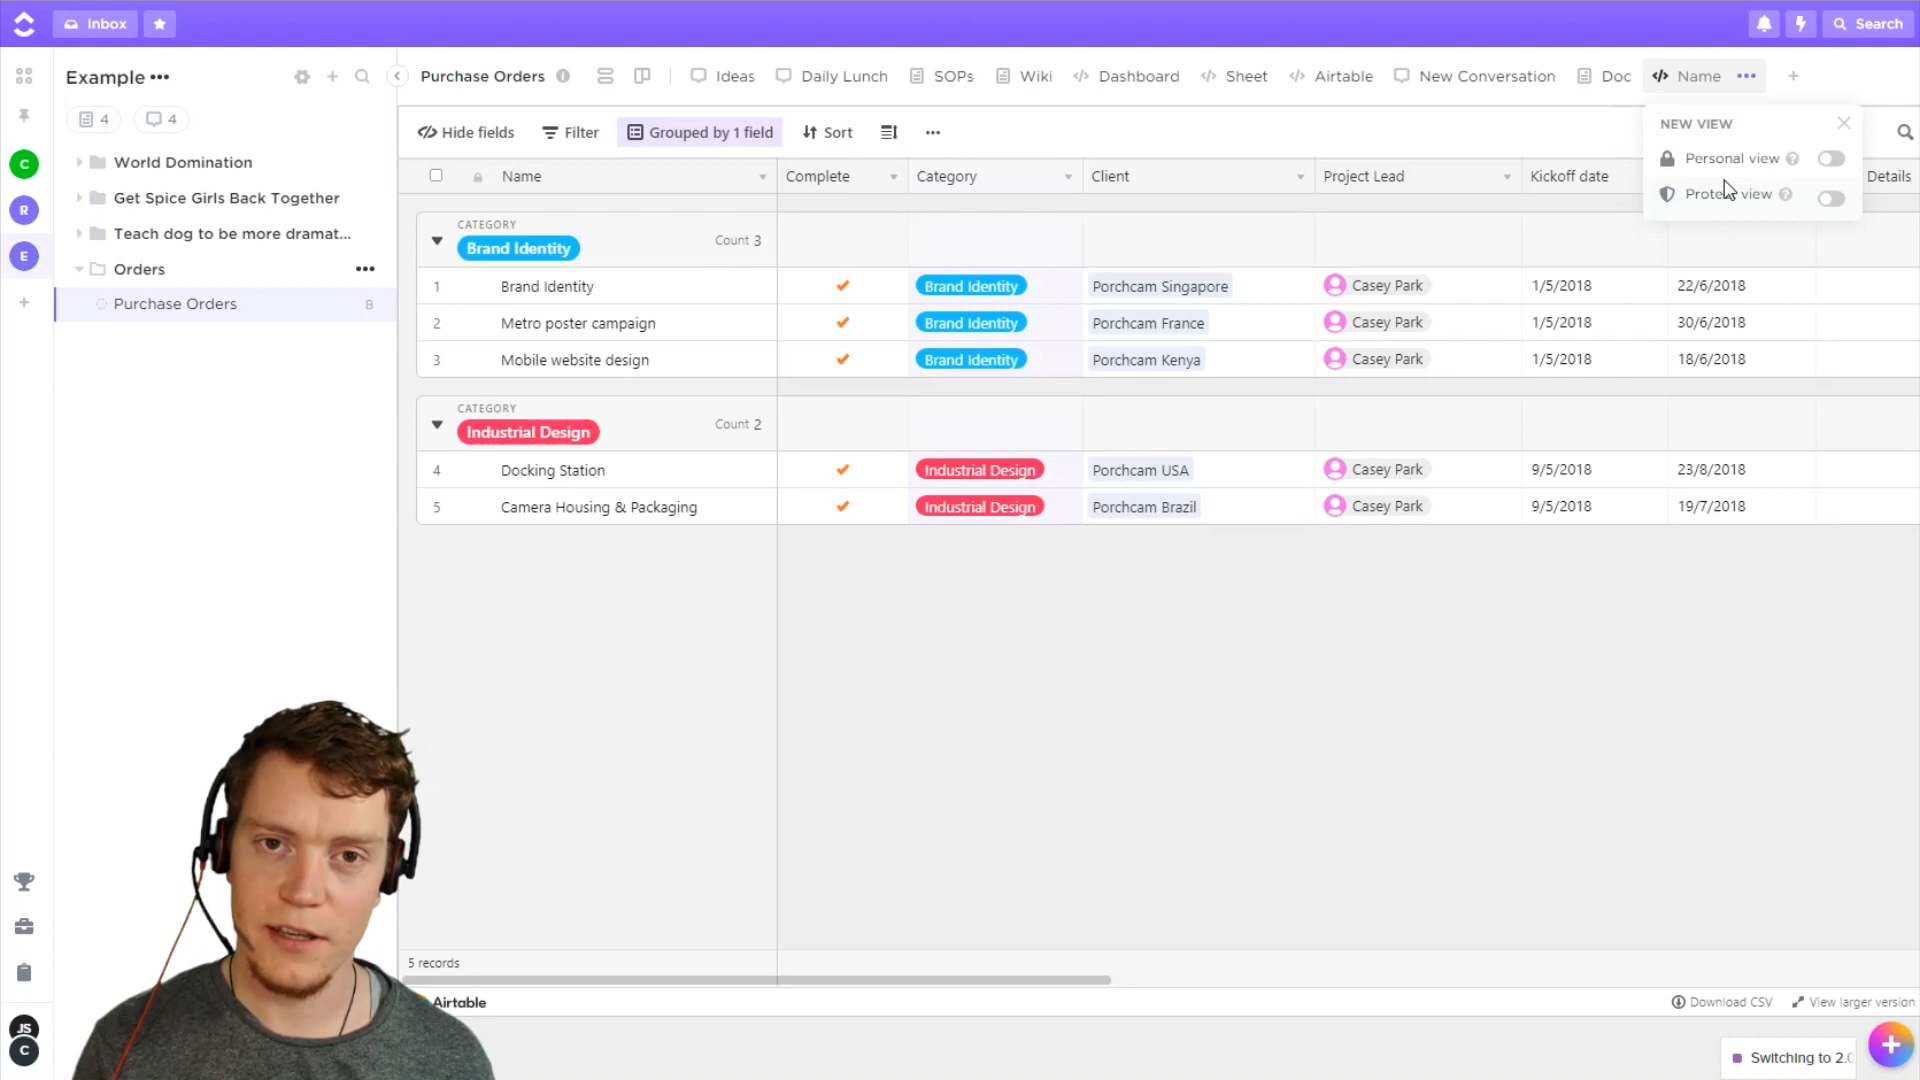 Inbox
Search
Example •••
Purchase Orders
Ideas
Daily Lunch
SOPs
Wiki
Dashboard
Sheet
Airtable
New Conversation
Doc
Name
4
4
World Domination
Get Spice Girls Back Together
Teach dog to be more dramat...
Orders
Purchase Orders 8
C
R
E
JS
C
Hide fields
Filter
Grouped by 1 field
Sort
NEW VIEW
Personal view
view
Name Complete Category Client Project Lead Kickoff date Details
CATEGORY
Brand Identity Count 3
1 Brand Identity Brand Identity Porchcam Singapore Casey Park 1/5/2018 22/6/2018
2 Metro poster campaign Brand Identity Porchcam France Casey Park 1/5/2018 30/6/2018
3 Mobile website design Brand Identity Porchcam Kenya Casey Park 1/5/2018 18/6/2018
CATEGORY
Industrial Design Count 2
4 Docking Station Industrial Design Porchcam USA Casey Park 9/5/2018 23/8/2018
5 Camera Housing & Packaging Industrial Design Porchcam Brazil Casey Park 9/5/2018 19/7/2018
5 records
Airtable
Download CSV
View larger version
Switching to 2.